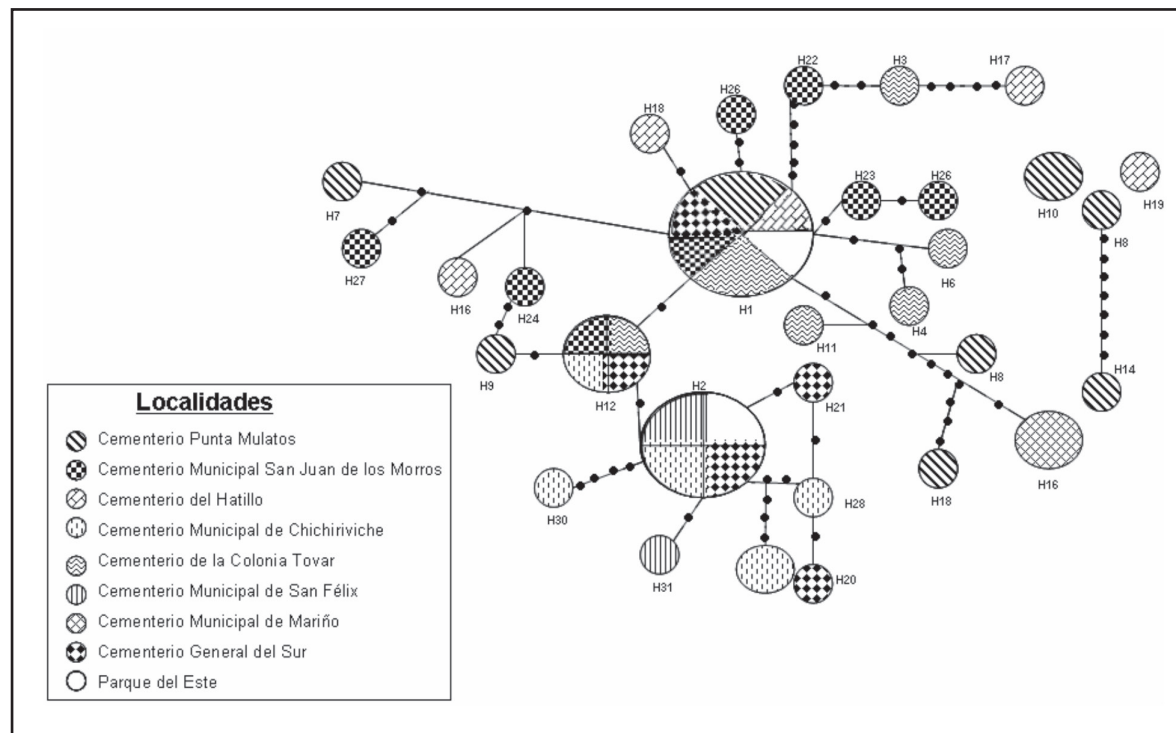 H22
H3
H17
H26
H18
H23
H26
H10
H8
H19
H7
H27
H16
H24
H1
H6
H4
H11
H9
H12
H2
H21
H8
H14
H18
H16
H30
H28
H31
H20
Localidades
Cementerio Punta Mulatos
Cementerio Municipal San Juan de los Morros
Cementerio del Hatillo
Cementerio Municipal de Chichiriviche
Cementerio de la Colonia Tovar
Cementerio Municipal de San Félix
Cementerio Municipal de Mariño
Cementerio General del Sur
Parque del Este